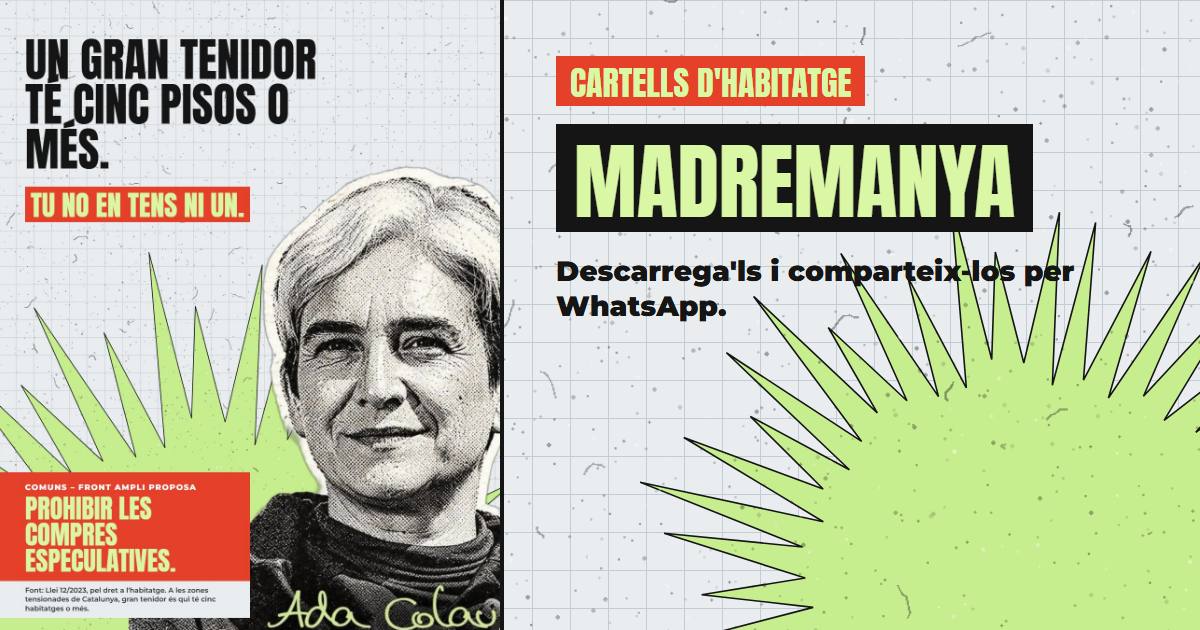 UN GRAN TENIDOR
TÉ CINC PISOS O
MÉS.
TU NO EN TENS NI UN.
COMUNS – FRONT AMPLI PROPOSA
PROHIBIR LES
COMPRES
ESPECULATIVES.
Font: Llei 12/2023, pel dret a l'habitatge. A les zones
tensionades de Catalunya, gran tenidor és qui té cinc
habitatges o més.
Ada Colau
CARTELLS D'HABITATGE
MADREMANYA
Descarrega'ls i comparteix-los per
WhatsApp.